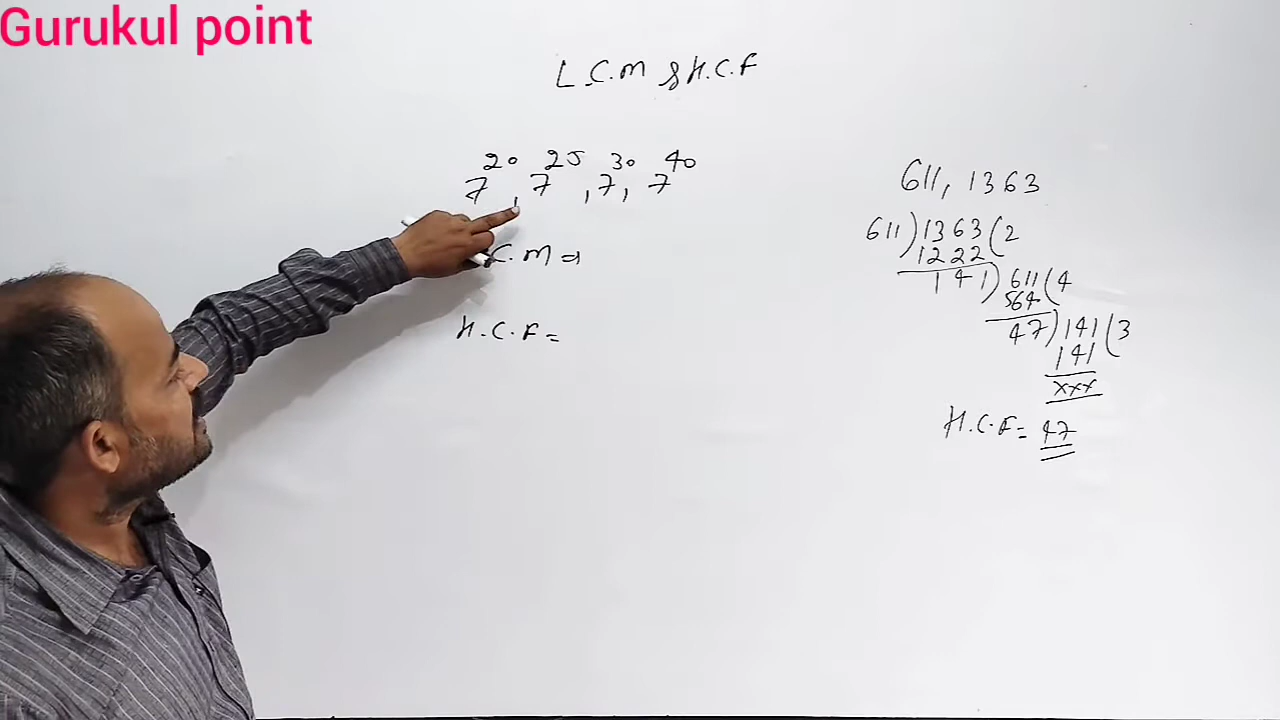 Gurukul point
L.C.M & H.C.F
7^20, 7^25, 7^30, 7^40
C.M =
H.C.F =
611, 1363
611)1363(2
1222
141)611(4
564
47)141(3
141
xxx
H.C.F = 47